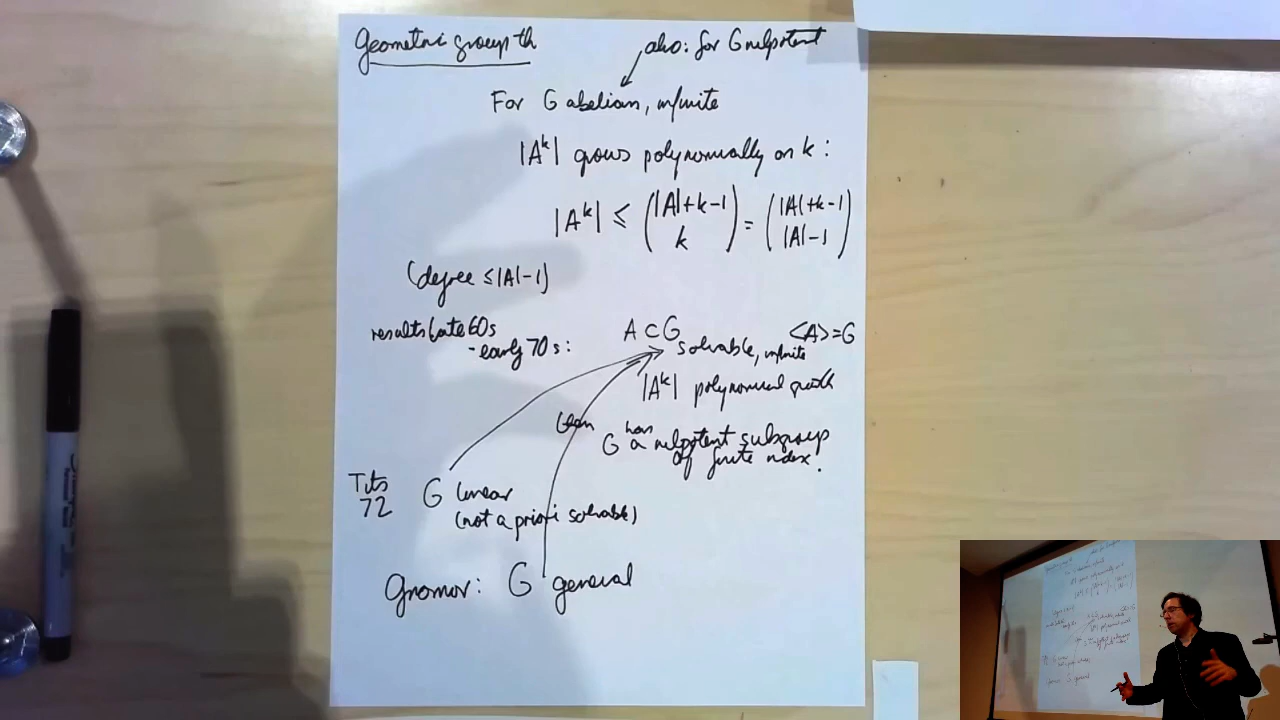 Geometric group th
also: for G nilpotent
For G abelian, infinite
|A^k| grows polynomially on k:
|A^k| ≤ (|A|+k-1 choose k) = (|A|+k-1 choose |A|-1)
(degree ≤ |A|-1)
results late 60s
- early 70s:
A ⊂ G solvable, infinite <A> = G
|A^k| polynomial growth
then
G has a nilpotent subgroup
of finite index.
Tits
72
G linear
(not a priori solvable)
Gromov: G general